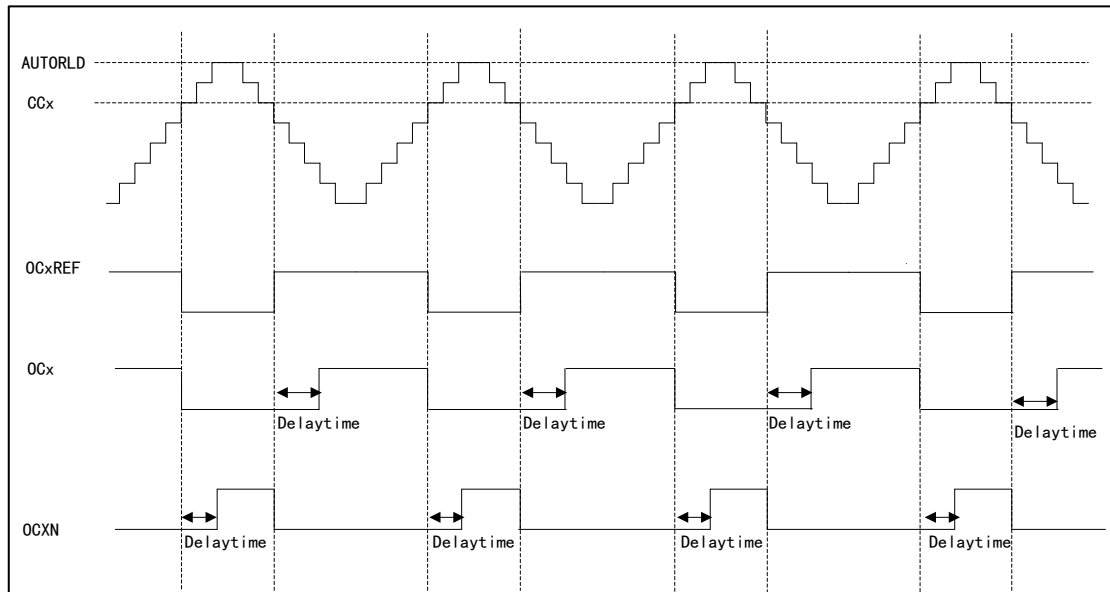 AUTORLD
CCx
OCxREF
OCx
Delaytime
Delaytime
Delaytime
Delaytime
OCXN
Delaytime
Delaytime
Delaytime
Delaytime